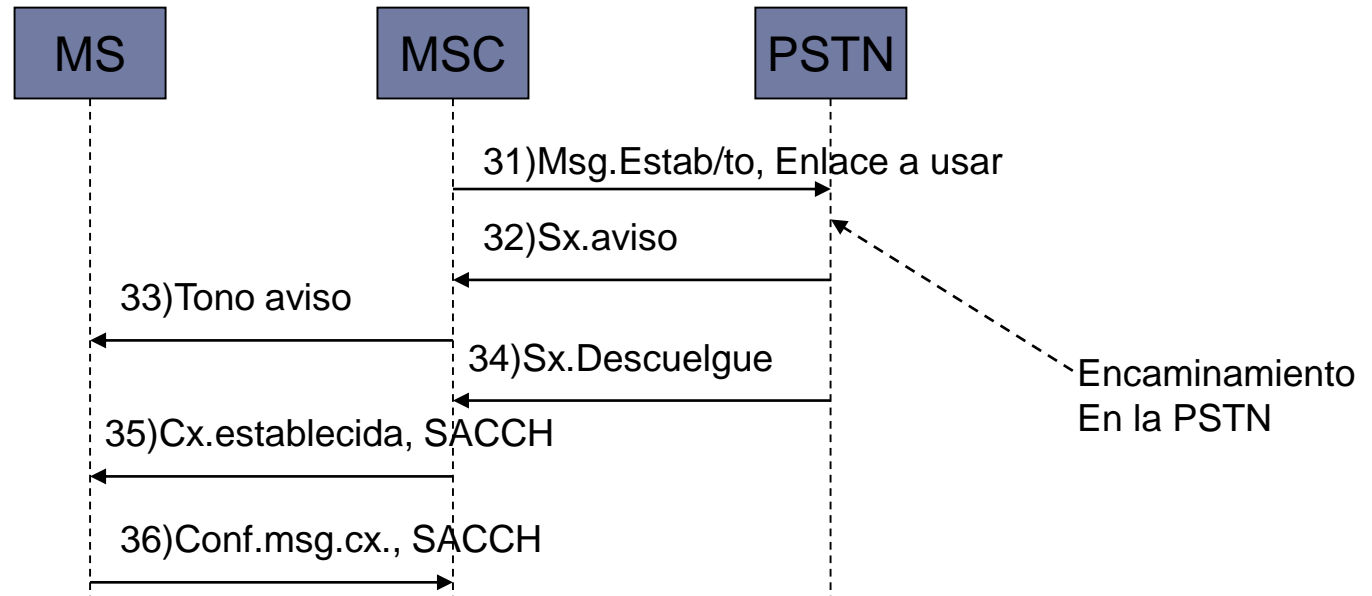 MS
MSC
PSTN
31)Msg.Estab/to, Enlace a usar
32)Sx.aviso
33)Tono aviso
34)Sx.Descuelgue
Encaminamiento
En la PSTN
35)Cx.establecida, SACCH
36)Conf.msg.cx., SACCH